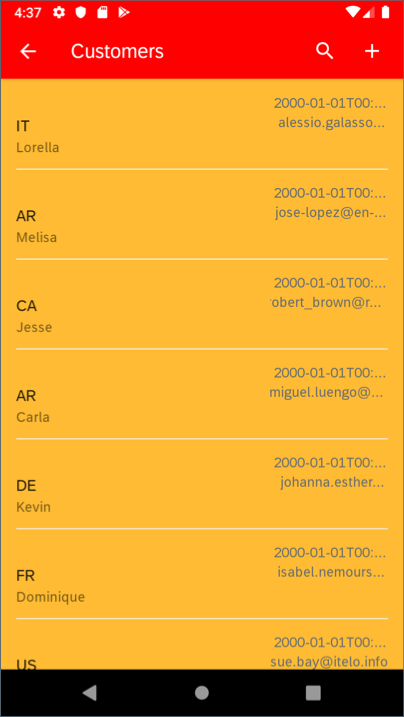 4:37
Customers
2000-01-01T00:...
alessio.galasso...
IT
Lorella
2000-01-01T00:...
jose-lopez@en-...
AR
Melisa
2000-01-01T00:...
obert_brown@r...
CA
Jesse
2000-01-01T00:...
miguel.luengo@...
AR
Carla
2000-01-01T00:...
johanna.esther...
DE
Kevin
2000-01-01T00:...
isabel.nemours...
FR
Dominique
2000-01-01T00:...
sue.bay@itelo.info
US